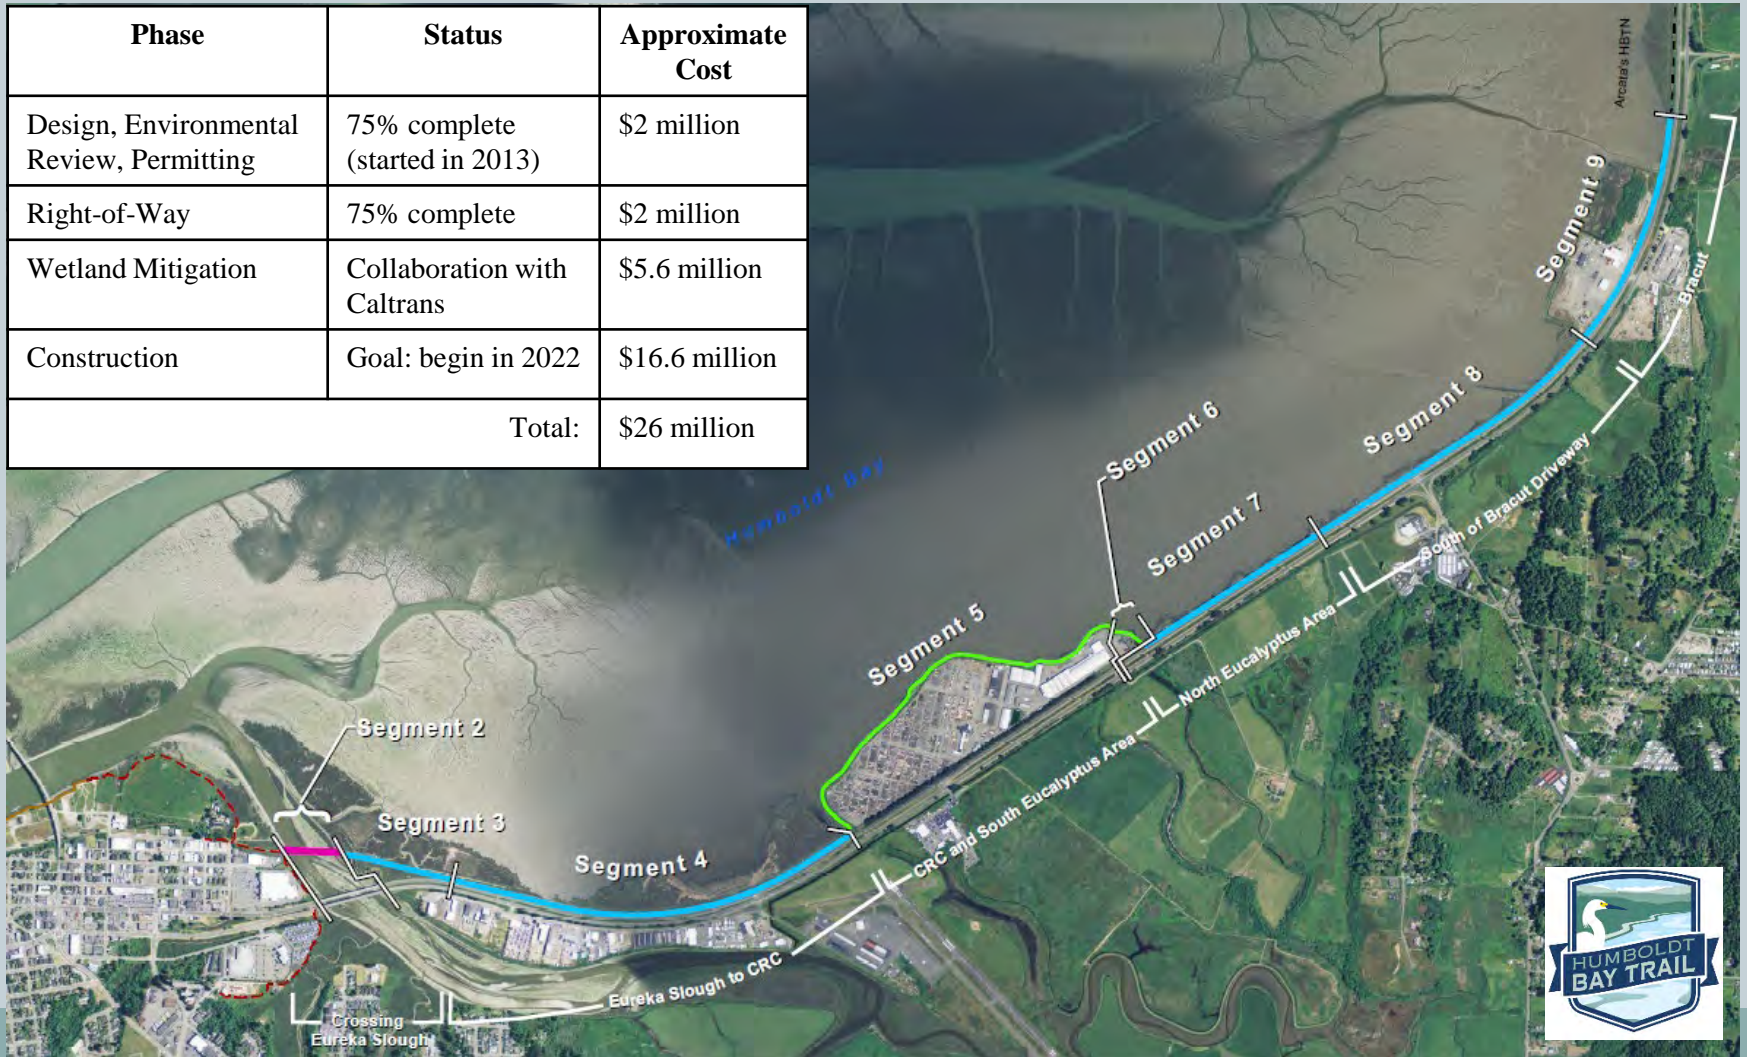 Phase
Status
Approximate
Cost
Design, Environmental
Review, Permitting
75% complete
(started in 2013)
$2 million
Right-of-Way
75% complete
$2 million
Wetland Mitigation
Collaboration with
Caltrans
$5.6 million
Construction
Goal: begin in 2022
$16.6 million
Total:
$26 million
Arcata's HBTN
Segment 9
Bracut
Segment 8
Segment 6
South of Bracut Driveway
Humboldt Bay
Segment 7
North Eucalyptus Area
Segment 5
CRC and South Eucalyptus Area
Segment 2
Segment 3
Segment 4
Eureka Slough to CRC
Crossing
Eureka Slough
HUMBOLDT
BAY TRAIL